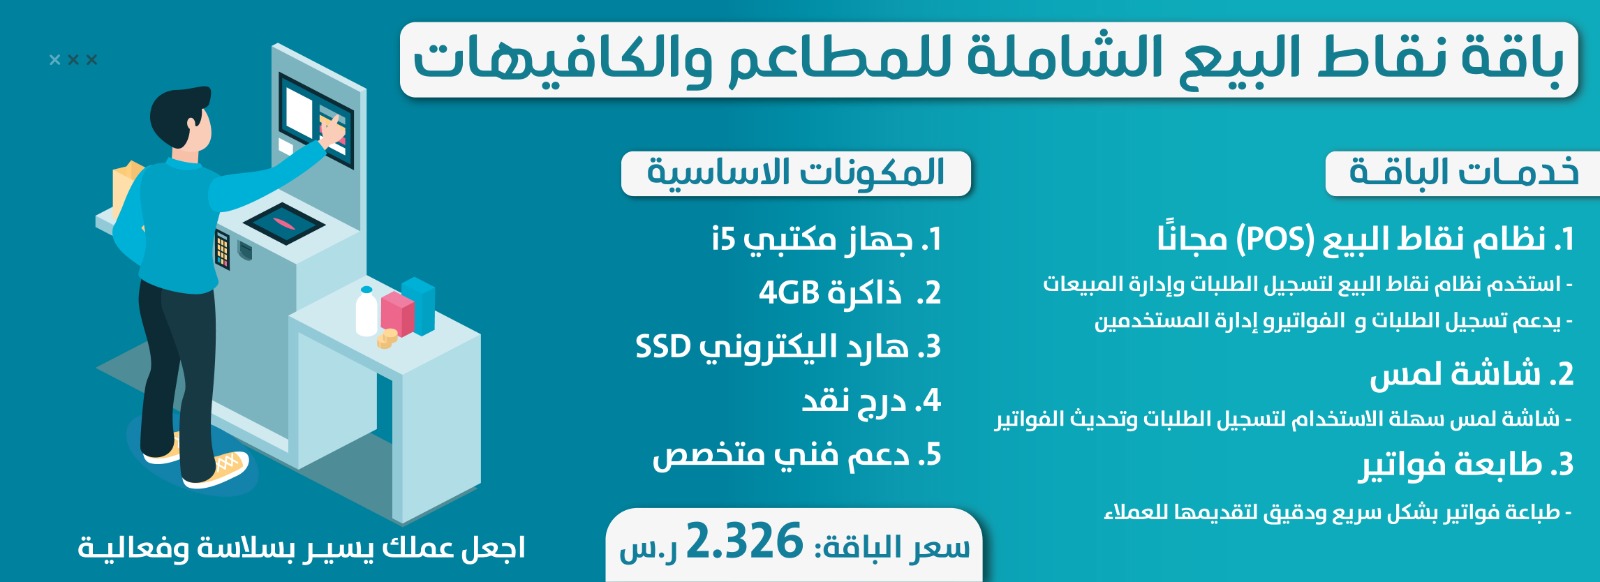 باقة نقاط البيع الشاملة للمطاعم والكافيهات
خدمــات الباقــة
1. نظام نقاط البيع (POS) مجانًا
- استخدم نظام نقاط البيع لتسجيل الطلبات وإدارة المبيعات
- يدعم تسجيل الطلبات و الفواتيرو إدارة المستخدمين
2. شاشة لمس
- شاشة لمس سهلة الاستخدام لتسجيل الطلبات وتحديث الفواتير
3. طابعة فواتير
- طباعة فواتير بشكل سريع ودقيق لتقديمها للعملاء
المكونات الاساسية
1. جهاز مكتبي i5
2. ذاكرة 4GB
3. هارد اليكتروني SSD
4. درج نقد
5. دعم فني متخصص
سعر الباقة: 2.326 ر.س
اجعل عملك يسيـر بسلاسة وفعاليـة